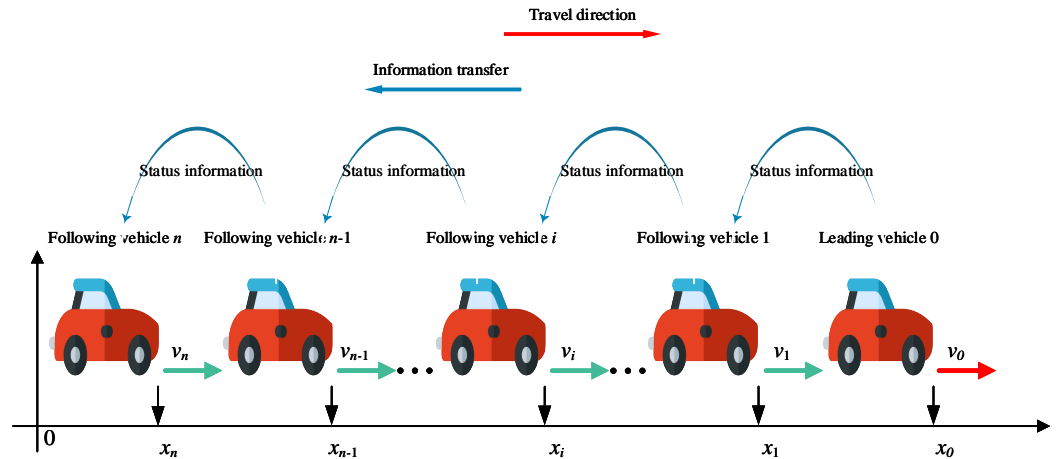 Travel direction
Information transfer
Status information Status information Status information Status information
Following vehicle n Following vehicle n-1 Following vehicle i Following vehicle 1 Leading vehicle 0
vn vn-1 vi v1 v0
0
xn xn-1 xi x1 x0